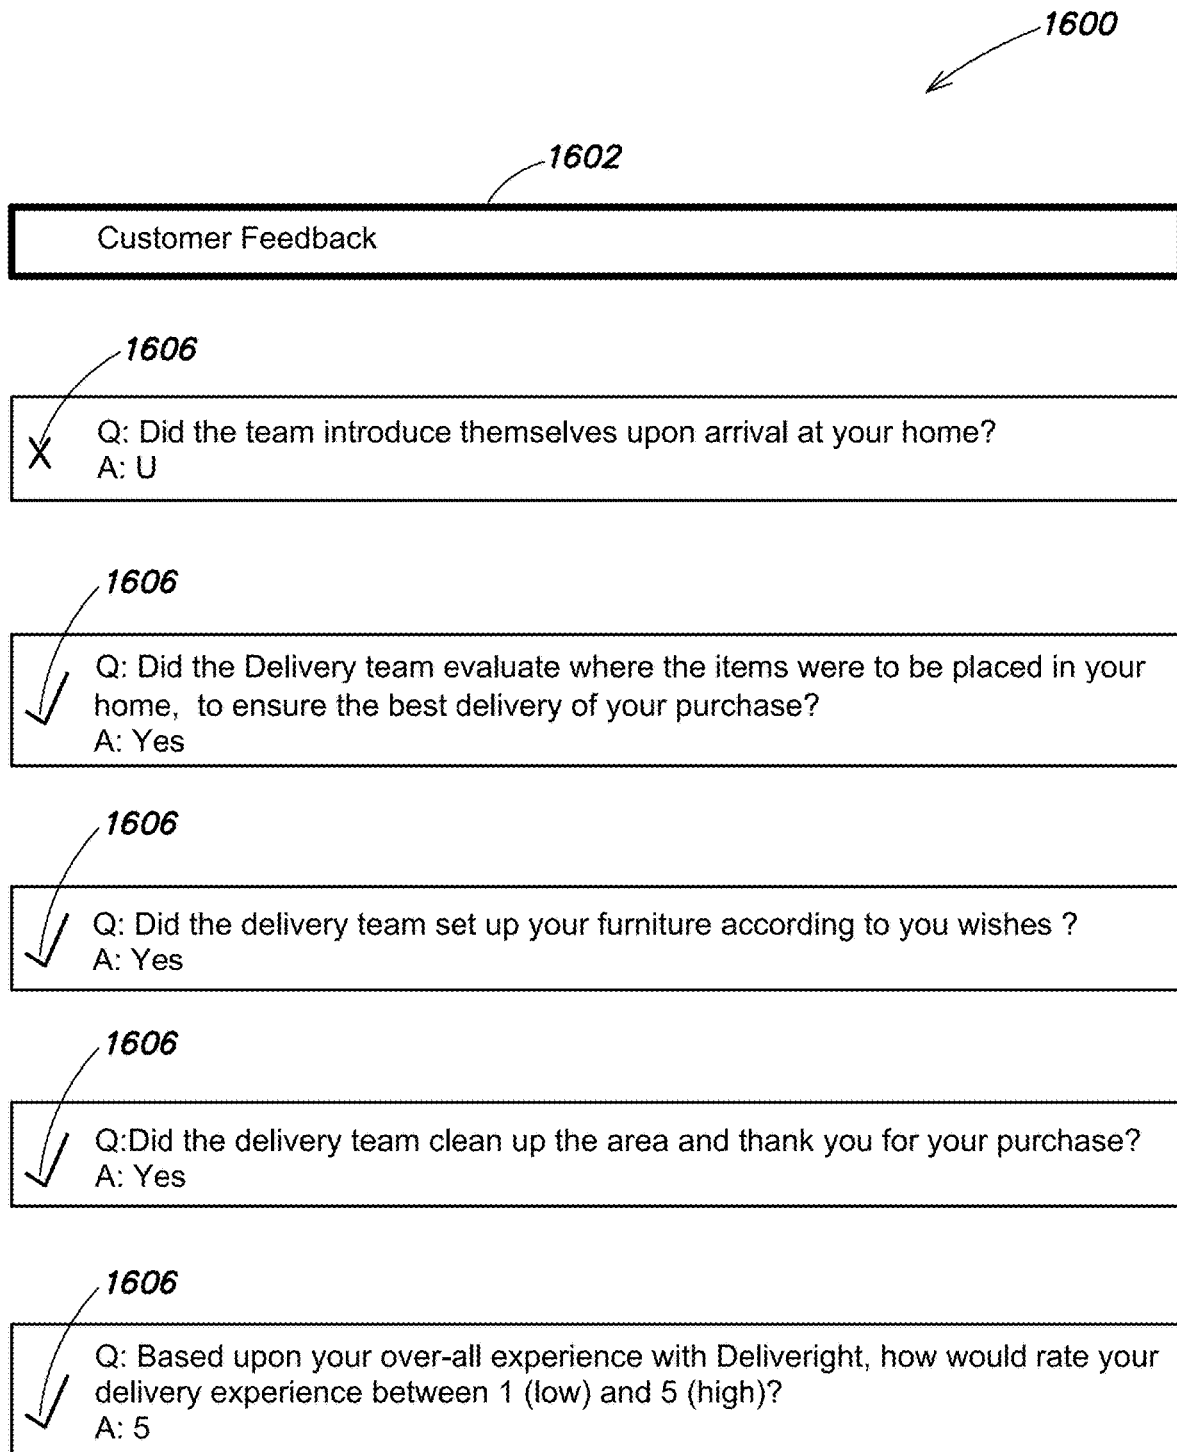 1600
1602
Customer Feedback
1606
X
Q: Did the team introduce themselves upon arrival at your home?
A: U
1606
Q: Did the Delivery team evaluate where the items were to be placed in your
home, to ensure the best delivery of your purchase?
A: Yes
1606
Q: Did the delivery team set up your furniture according to you wishes ?
A: Yes
1606
Q:Did the delivery team clean up the area and thank you for your purchase?
A: Yes
1606
Q: Based upon your over-all experience with Deliveright, how would rate your
delivery experience between 1 (low) and 5 (high)?
A: 5